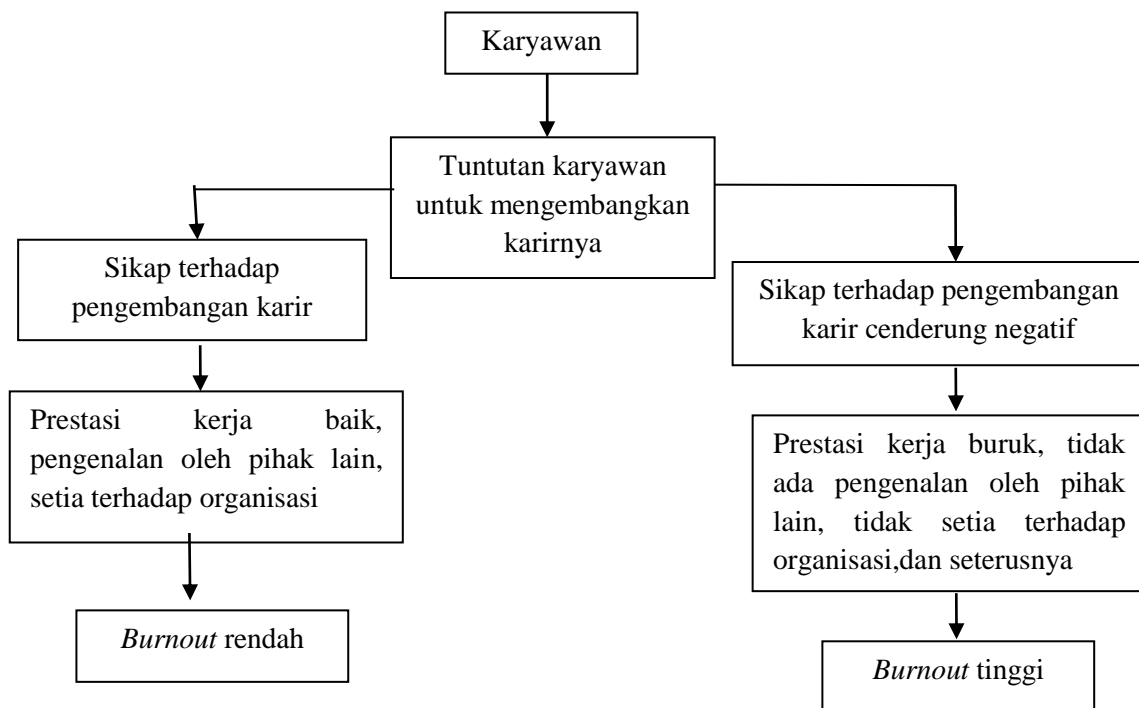 Karyawan
Tuntutan karyawan
untuk mengembangkan
karirnya
Sikap terhadap
pengembangan karir
Sikap terhadap pengembangan
karir cenderung negatif
Prestasi kerja baik,
pengenalan oleh pihak lain,
setia terhadap organisasi
Prestasi kerja buruk, tidak
ada pengenalan oleh pihak
lain, tidak setia terhadap
organisasi,dan seterusnya
Burnout rendah
Burnout tinggi